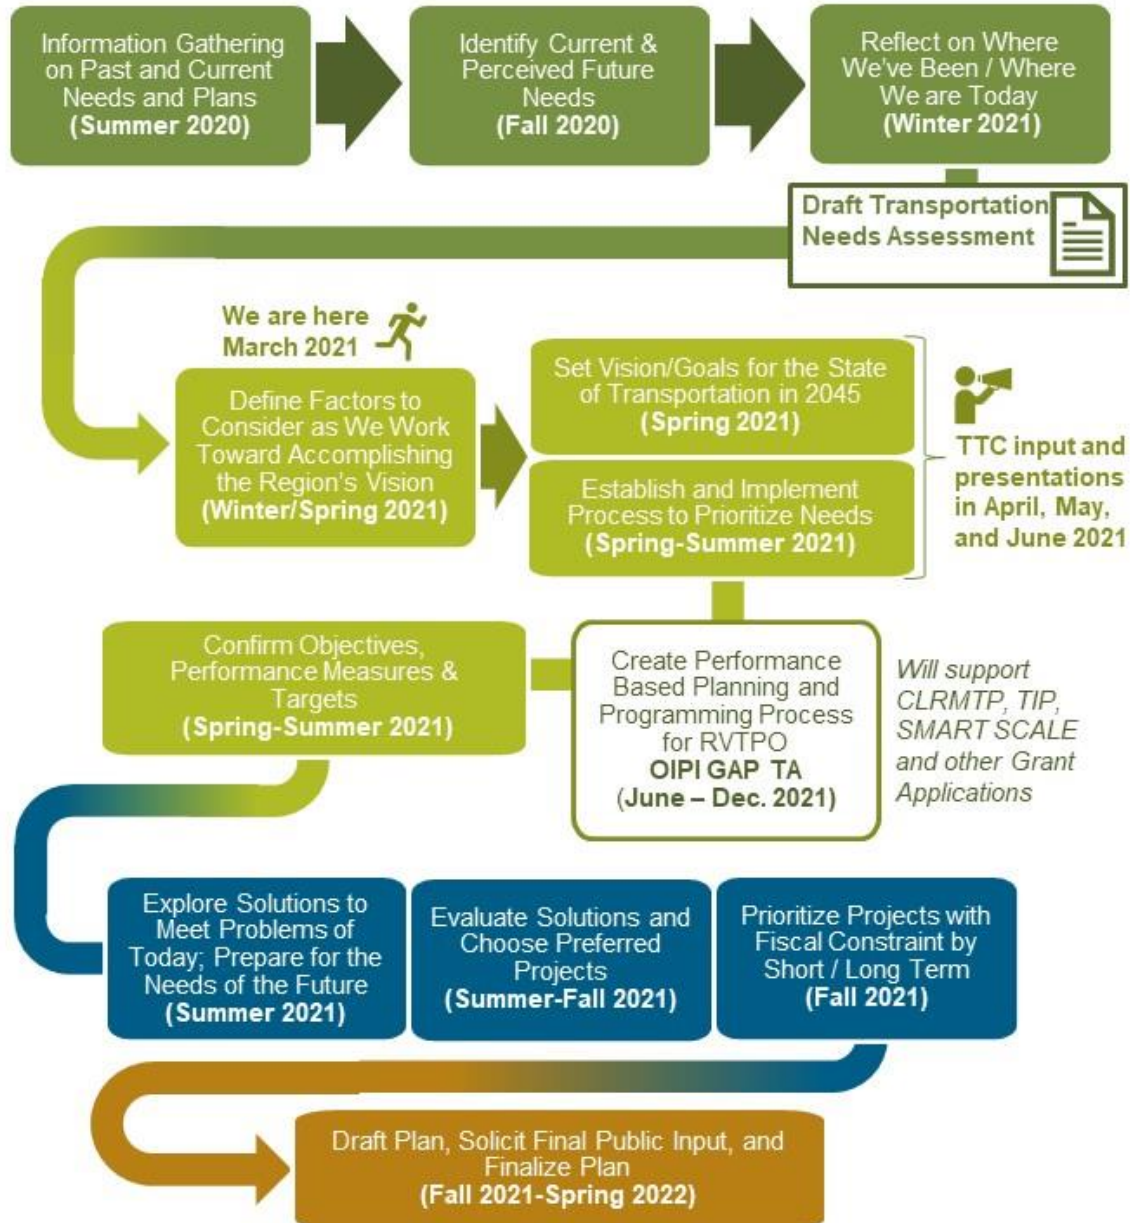 Information Gathering
on Past and Current
Needs and Plans
(Summer 2020)
Identify Current &
Perceived Future
Needs
(Fall 2020)
Reflect on Where
We've Been / Where
We are Today
(Winter 2021)
Draft Transportation
Needs Assessment
We are here
March 2021
Define Factors to
Consider as We Work
Toward Accomplishing
the Region's Vision
(Winter/Spring 2021)
Set Vision/Goals for the State
of Transportation in 2045
(Spring 2021)
Establish and Implement
Process to Prioritize Needs
(Spring-Summer 2021)
TTC input and
presentations
in April, May,
and June 2021
Confirm Objectives,
Performance Measures &
Targets
(Spring-Summer 2021)
Create Performance
Based Planning and
Programming Process
for RVTPO
OIPI GAP TA
(June – Dec. 2021)
Will support
CLRMTP, TIP,
SMART SCALE
and other Grant
Applications
Explore Solutions to
Meet Problems of
Today; Prepare for the
Needs of the Future
(Summer 2021)
Evaluate Solutions and
Choose Preferred
Projects
(Summer-Fall 2021)
Prioritize Projects with
Fiscal Constraint by
Short / Long Term
(Fall 2021)
Draft Plan, Solicit Final Public Input, and
Finalize Plan
(Fall 2021-Spring 2022)